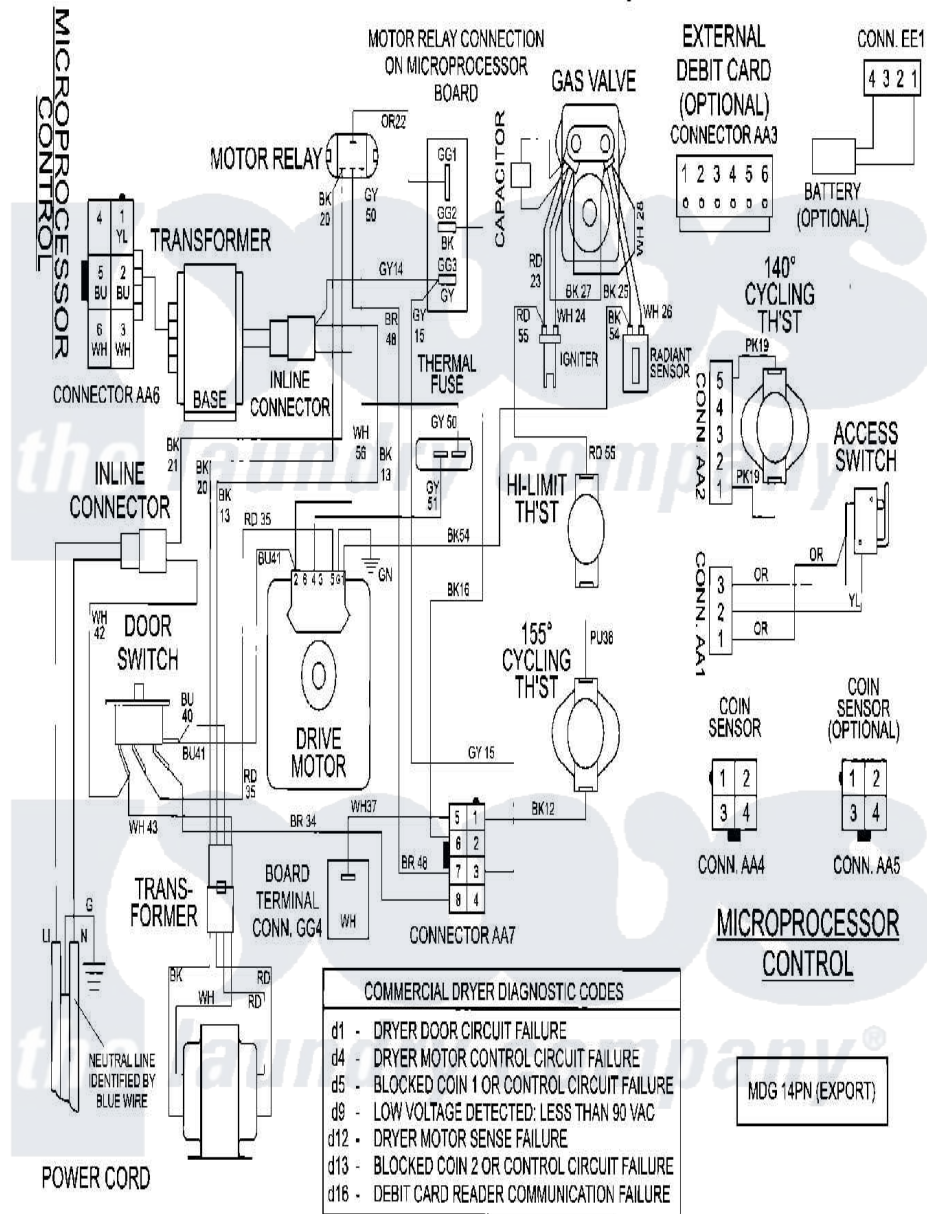 MICROPROCESSOR
CONTROL
MOTOR RELAY CONNECTION
ON MICROPROCESSOR
BOARD
GAS VALVE
EXTERNAL
DEBIT CARD
(OPTIONAL)
CONNECTOR AA3
1 2 3 4 5 6
CONN. EE1
4 3 2 1
BATTERY
(OPTIONAL)
OR22
MOTOR RELAY
BK
20
GY
50
GG1
GG2
BK
GG3
GY
CAPACITOR
WH 28
RD
23
BK 27
BK 25
WH 24
WH 26
RD
55
BK
54
IGNITER
RADIANT
SENSOR
4
1
YL
5
BU
2
BU
6
WH
3
WH
CONNECTOR AA6
TRANSFORMER
BASE
GY14
INLINE
CONNECTOR
BR
48
GY
15
THERMAL
FUSE
GY 50
GY
51
140°
CYCLING
TH'ST
PK19
CONN. AA2
5
4
3
2
1
PK19
ACCESS
SWITCH
OR
OR
YL
OR
CONN. AA1
3
2
1
INLINE
CONNECTOR
BK
21
BK
20
BK
13
WH
56
BK
13
RD 35
BU41
2 6 4 3 5 G1
GN
BK54
BK16
RD 55
HI-LIMIT
TH'ST
WH
42
DOOR
SWITCH
BU
40
BU41
DRIVE
MOTOR
155°
CYCLING
TH'ST
PU36
GY 15
RD
35
WH 43
BR 34
WH37
BR 48
BK12
5 1
6 2
7 3
8 4
CONNECTOR AA7
COIN
SENSOR
1 2
3 4
CONN. AA4
COIN
SENSOR
(OPTIONAL)
1 2
3 4
CONN. AA5
TRANS-
FORMER
BOARD
TERMINAL
CONN. GG4
WH
MICROPROCESSOR
CONTROL
LI
G
N
BK
WH
RD
RD
NEUTRAL LINE
IDENTIFIED BY
BLUE WIRE
POWER CORD
COMMERCIAL DRYER DIAGNOSTIC CODES
d1 - DRYER DOOR CIRCUIT FAILURE
d4 - DRYER MOTOR CONTROL CIRCUIT FAILURE
d5 - BLOCKED COIN 1 OR CONTROL CIRCUIT FAILURE
d9 - LOW VOLTAGE DETECTED: LESS THAN 90 VAC
d12 - DRYER MOTOR SENSE FAILURE
d13 - BLOCKED COIN 2 OR CONTROL CIRCUIT FAILURE
d16 - DEBIT CARD READER COMMUNICATION FAILURE
MDG 14PN (EXPORT)
the laundry company
the laundry company®